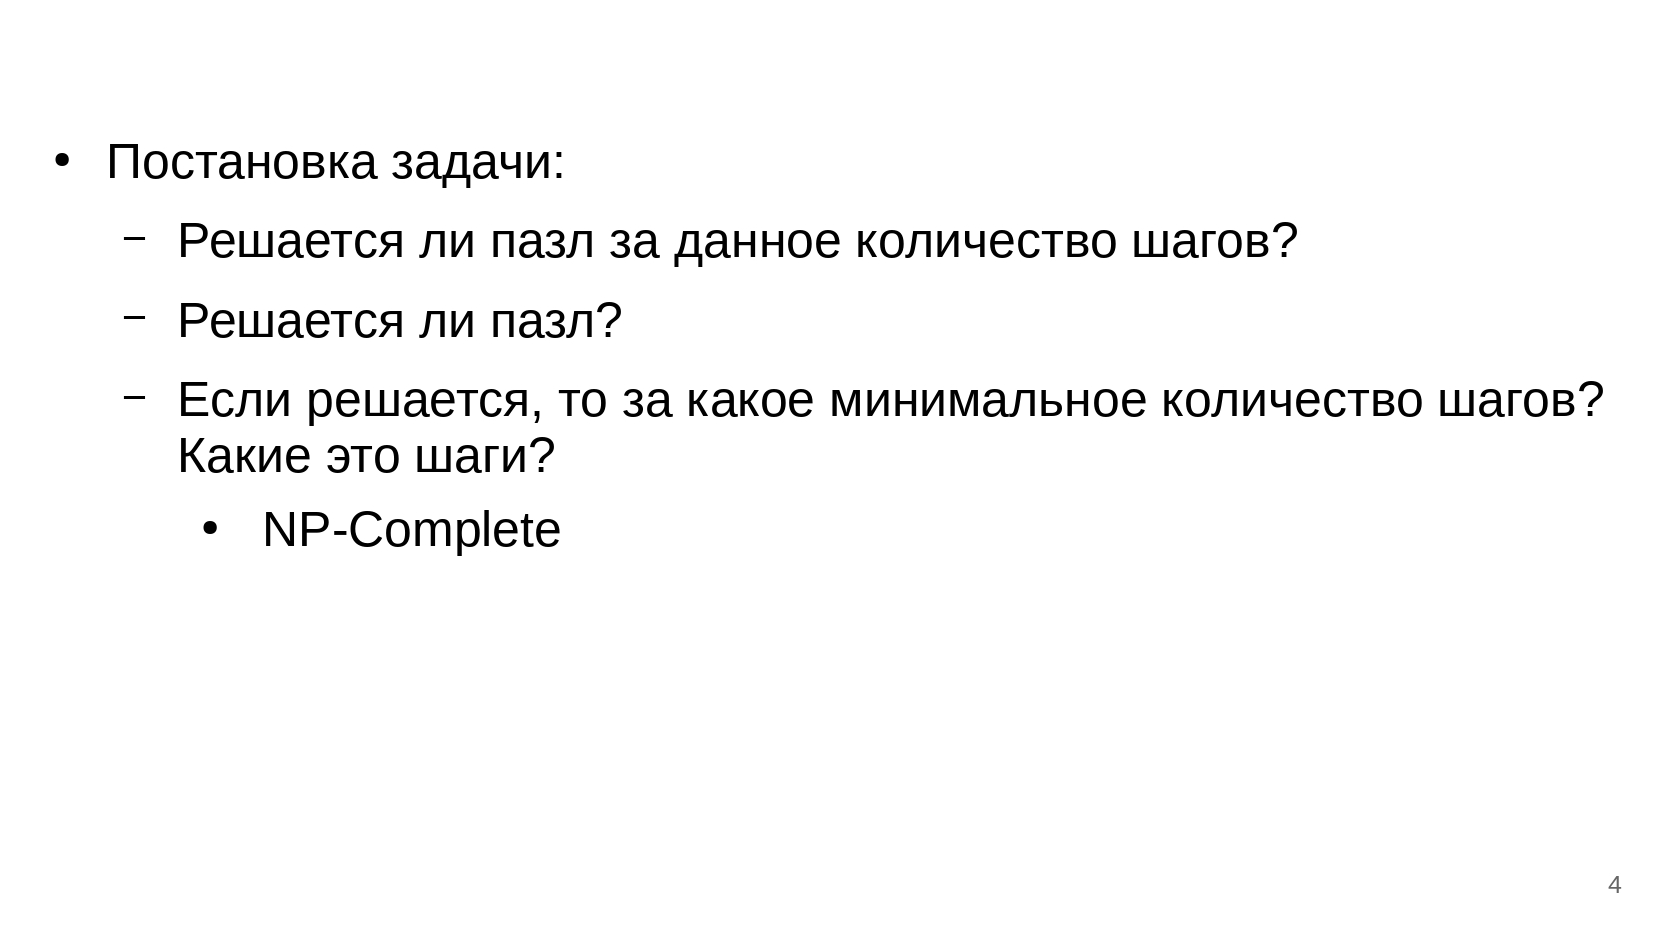 • Постановка задачи:
– Решается ли пазл за данное количество шагов?
– Решается ли пазл?
– Если решается, то за какое минимальное количество шагов?
Какие это шаги?
• NP-Complete
4